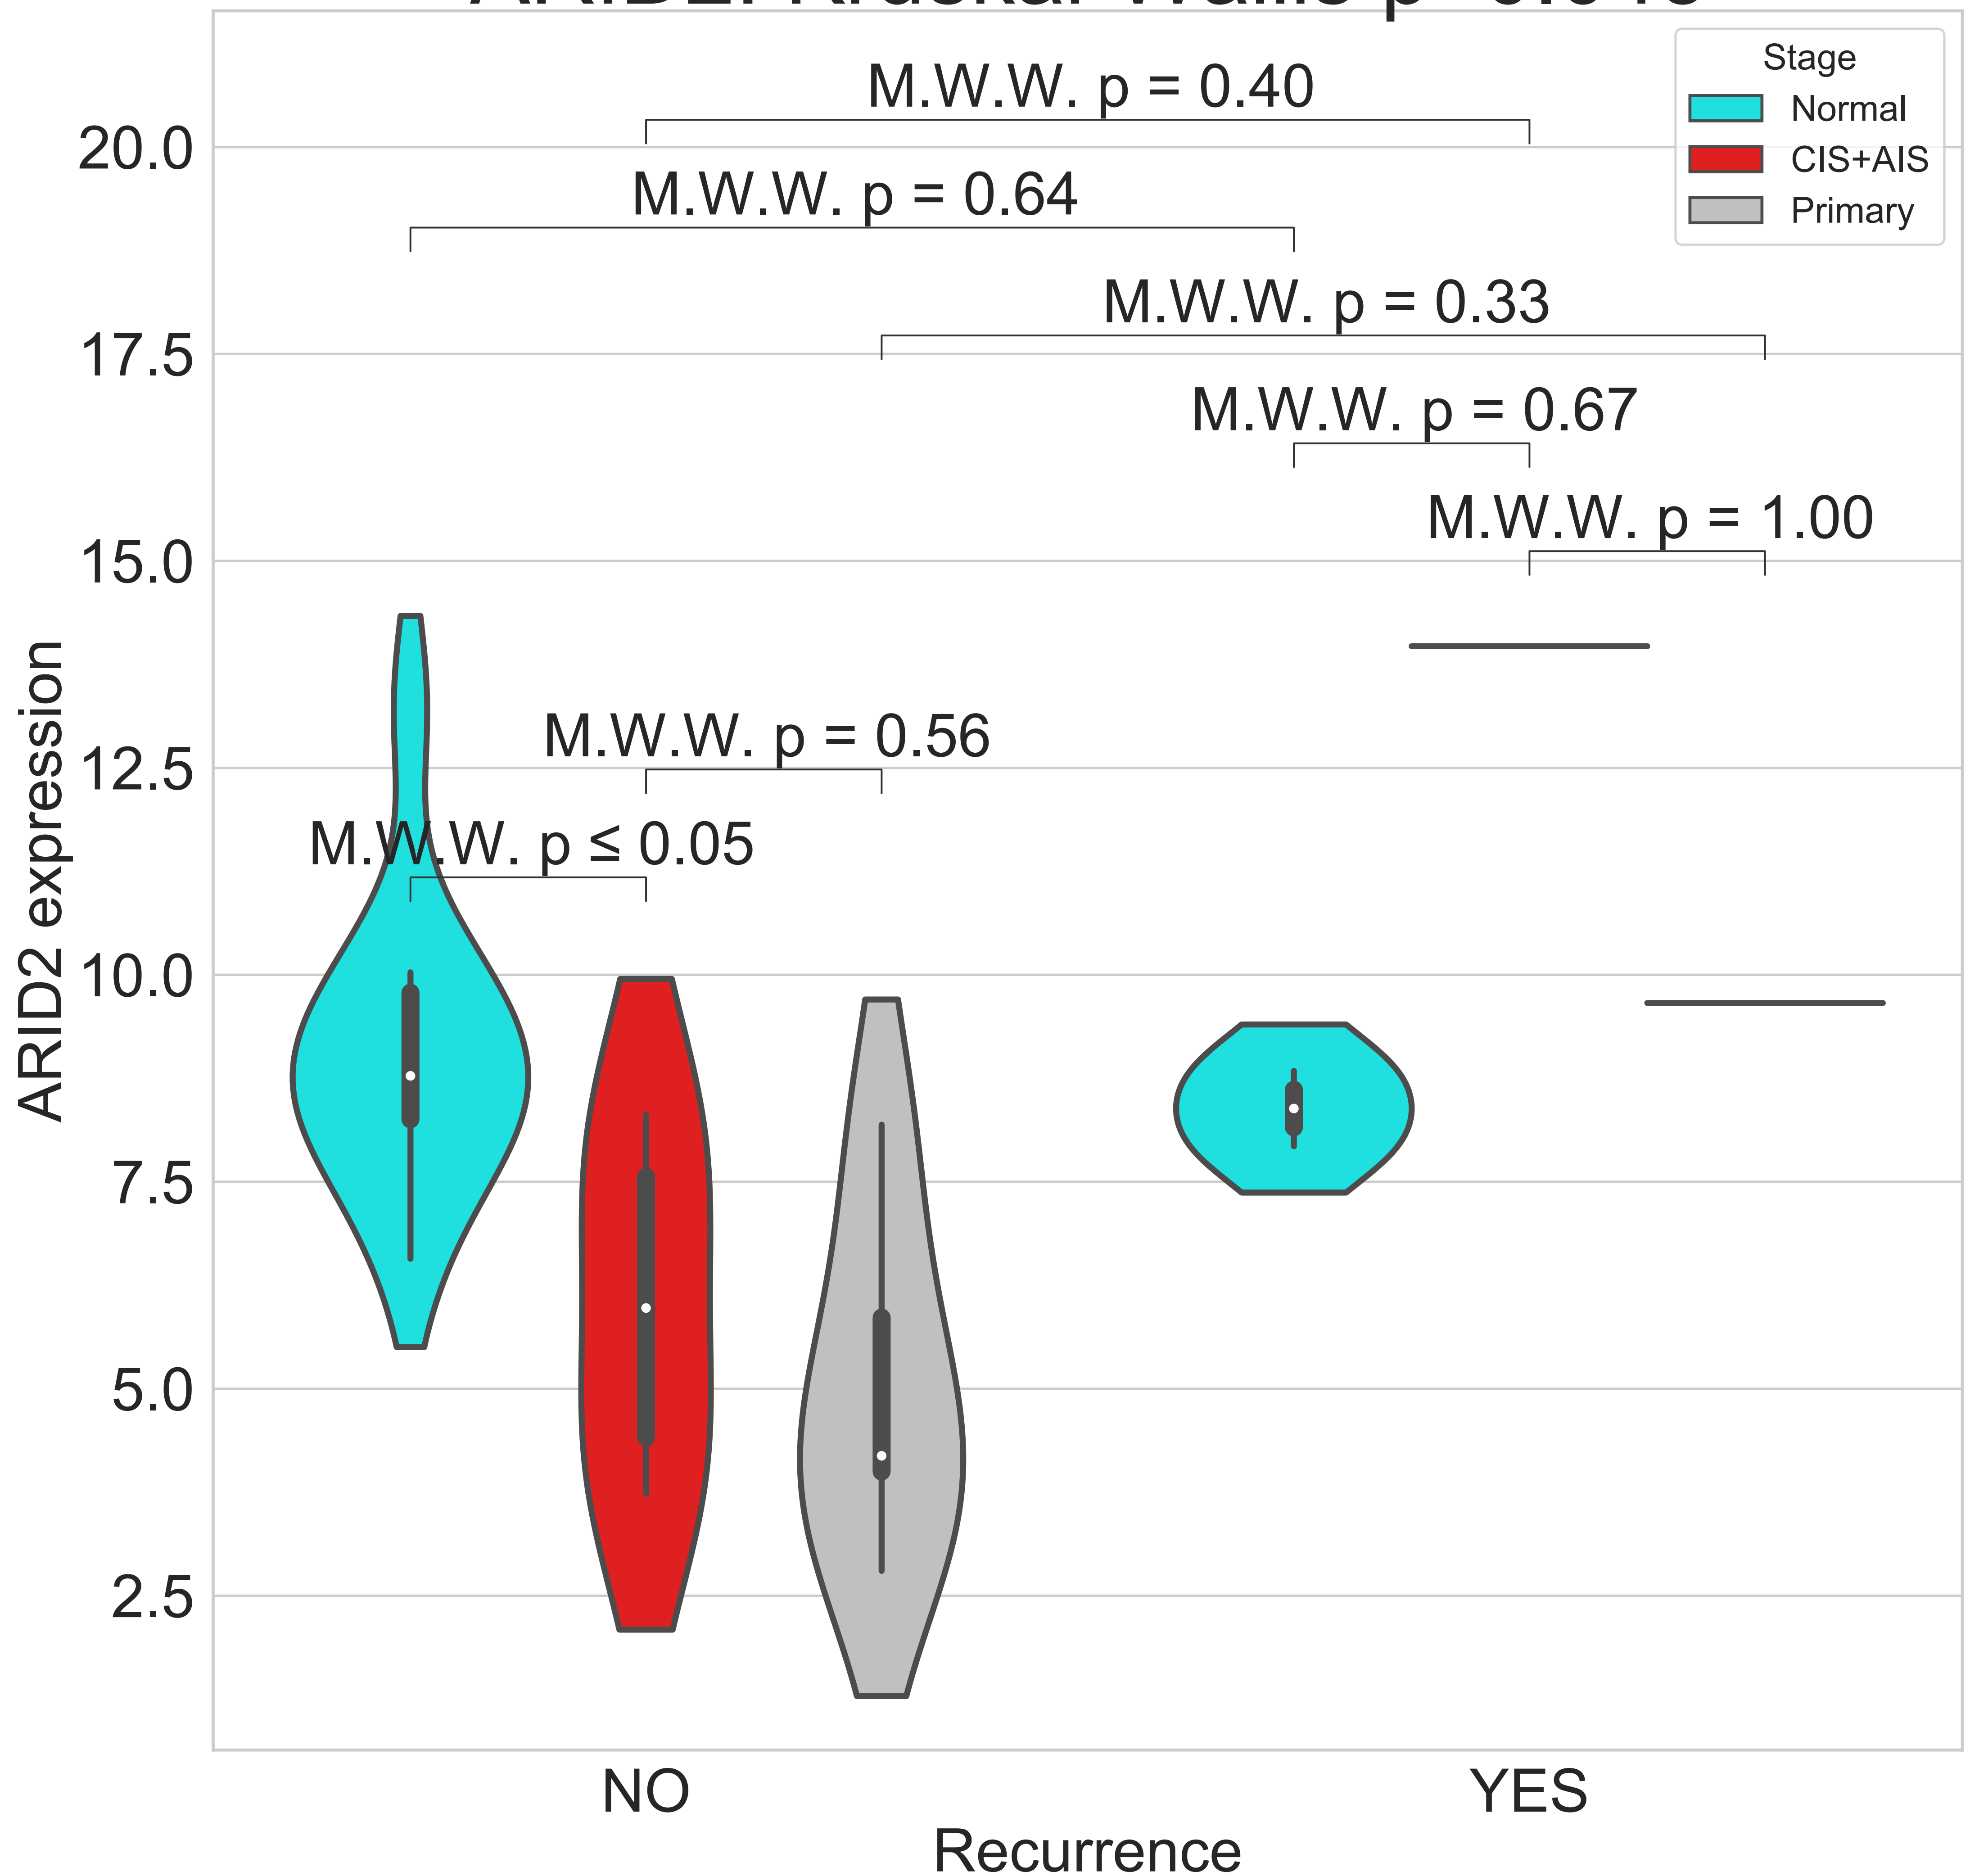 Stage
Normal
CIS+AIS
Primary
M.W.W. p = 0.40
M.W.W. p = 0.64
M.W.W. p = 0.33
M.W.W. p = 0.67
M.W.W. p = 1.00
M.W.W. p = 0.56
M.W.W. p ≤ 0.05
20.0
17.5
15.0
12.5
10.0
7.5
5.0
2.5
ARID2 expression
NO
YES
Recurrence